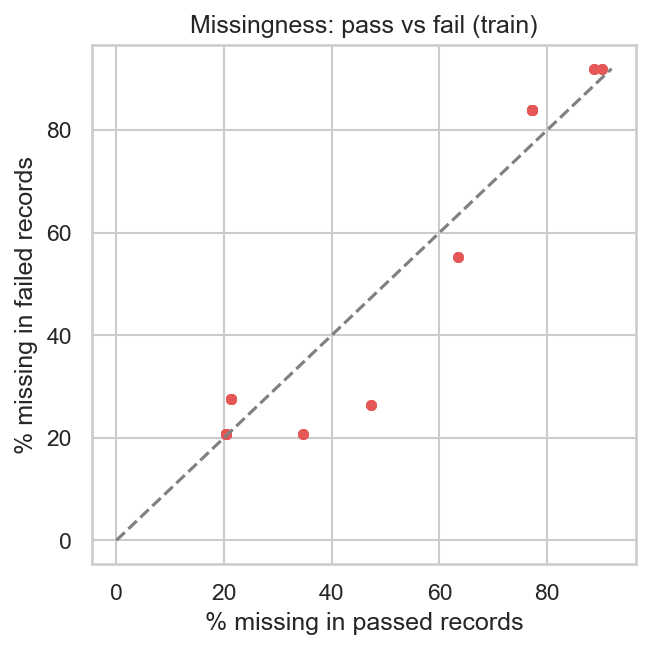 Missingness: pass vs fail (train)
% missing in failed records
80
60
40
20
0
0 20 40 60 80
% missing in passed records